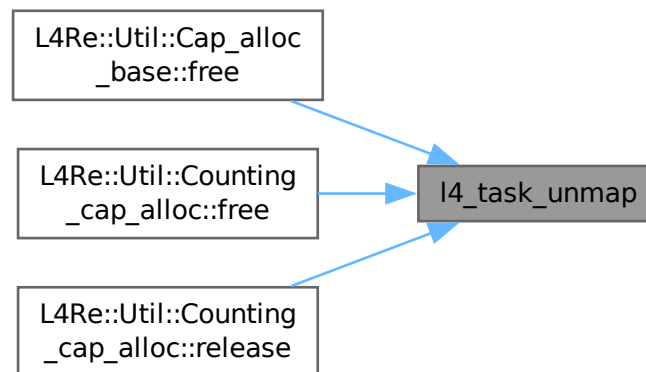 L4Re::Util::Cap_alloc
_base::free
L4Re::Util::Counting
_cap_alloc::free
l4_task_unmap
L4Re::Util::Counting
_cap_alloc::release